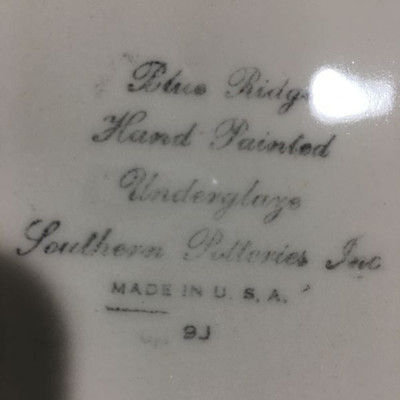 Blue Ridge
Hand Painted
Underglaze
Southern Potteries Inc
MADE IN U. S. A.
9J